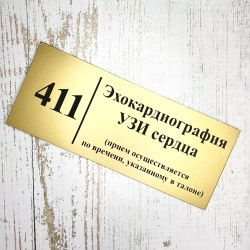 411
Эхокардиография
УЗИ сердца
(прием осуществляется
по времени, указанному в талоне)